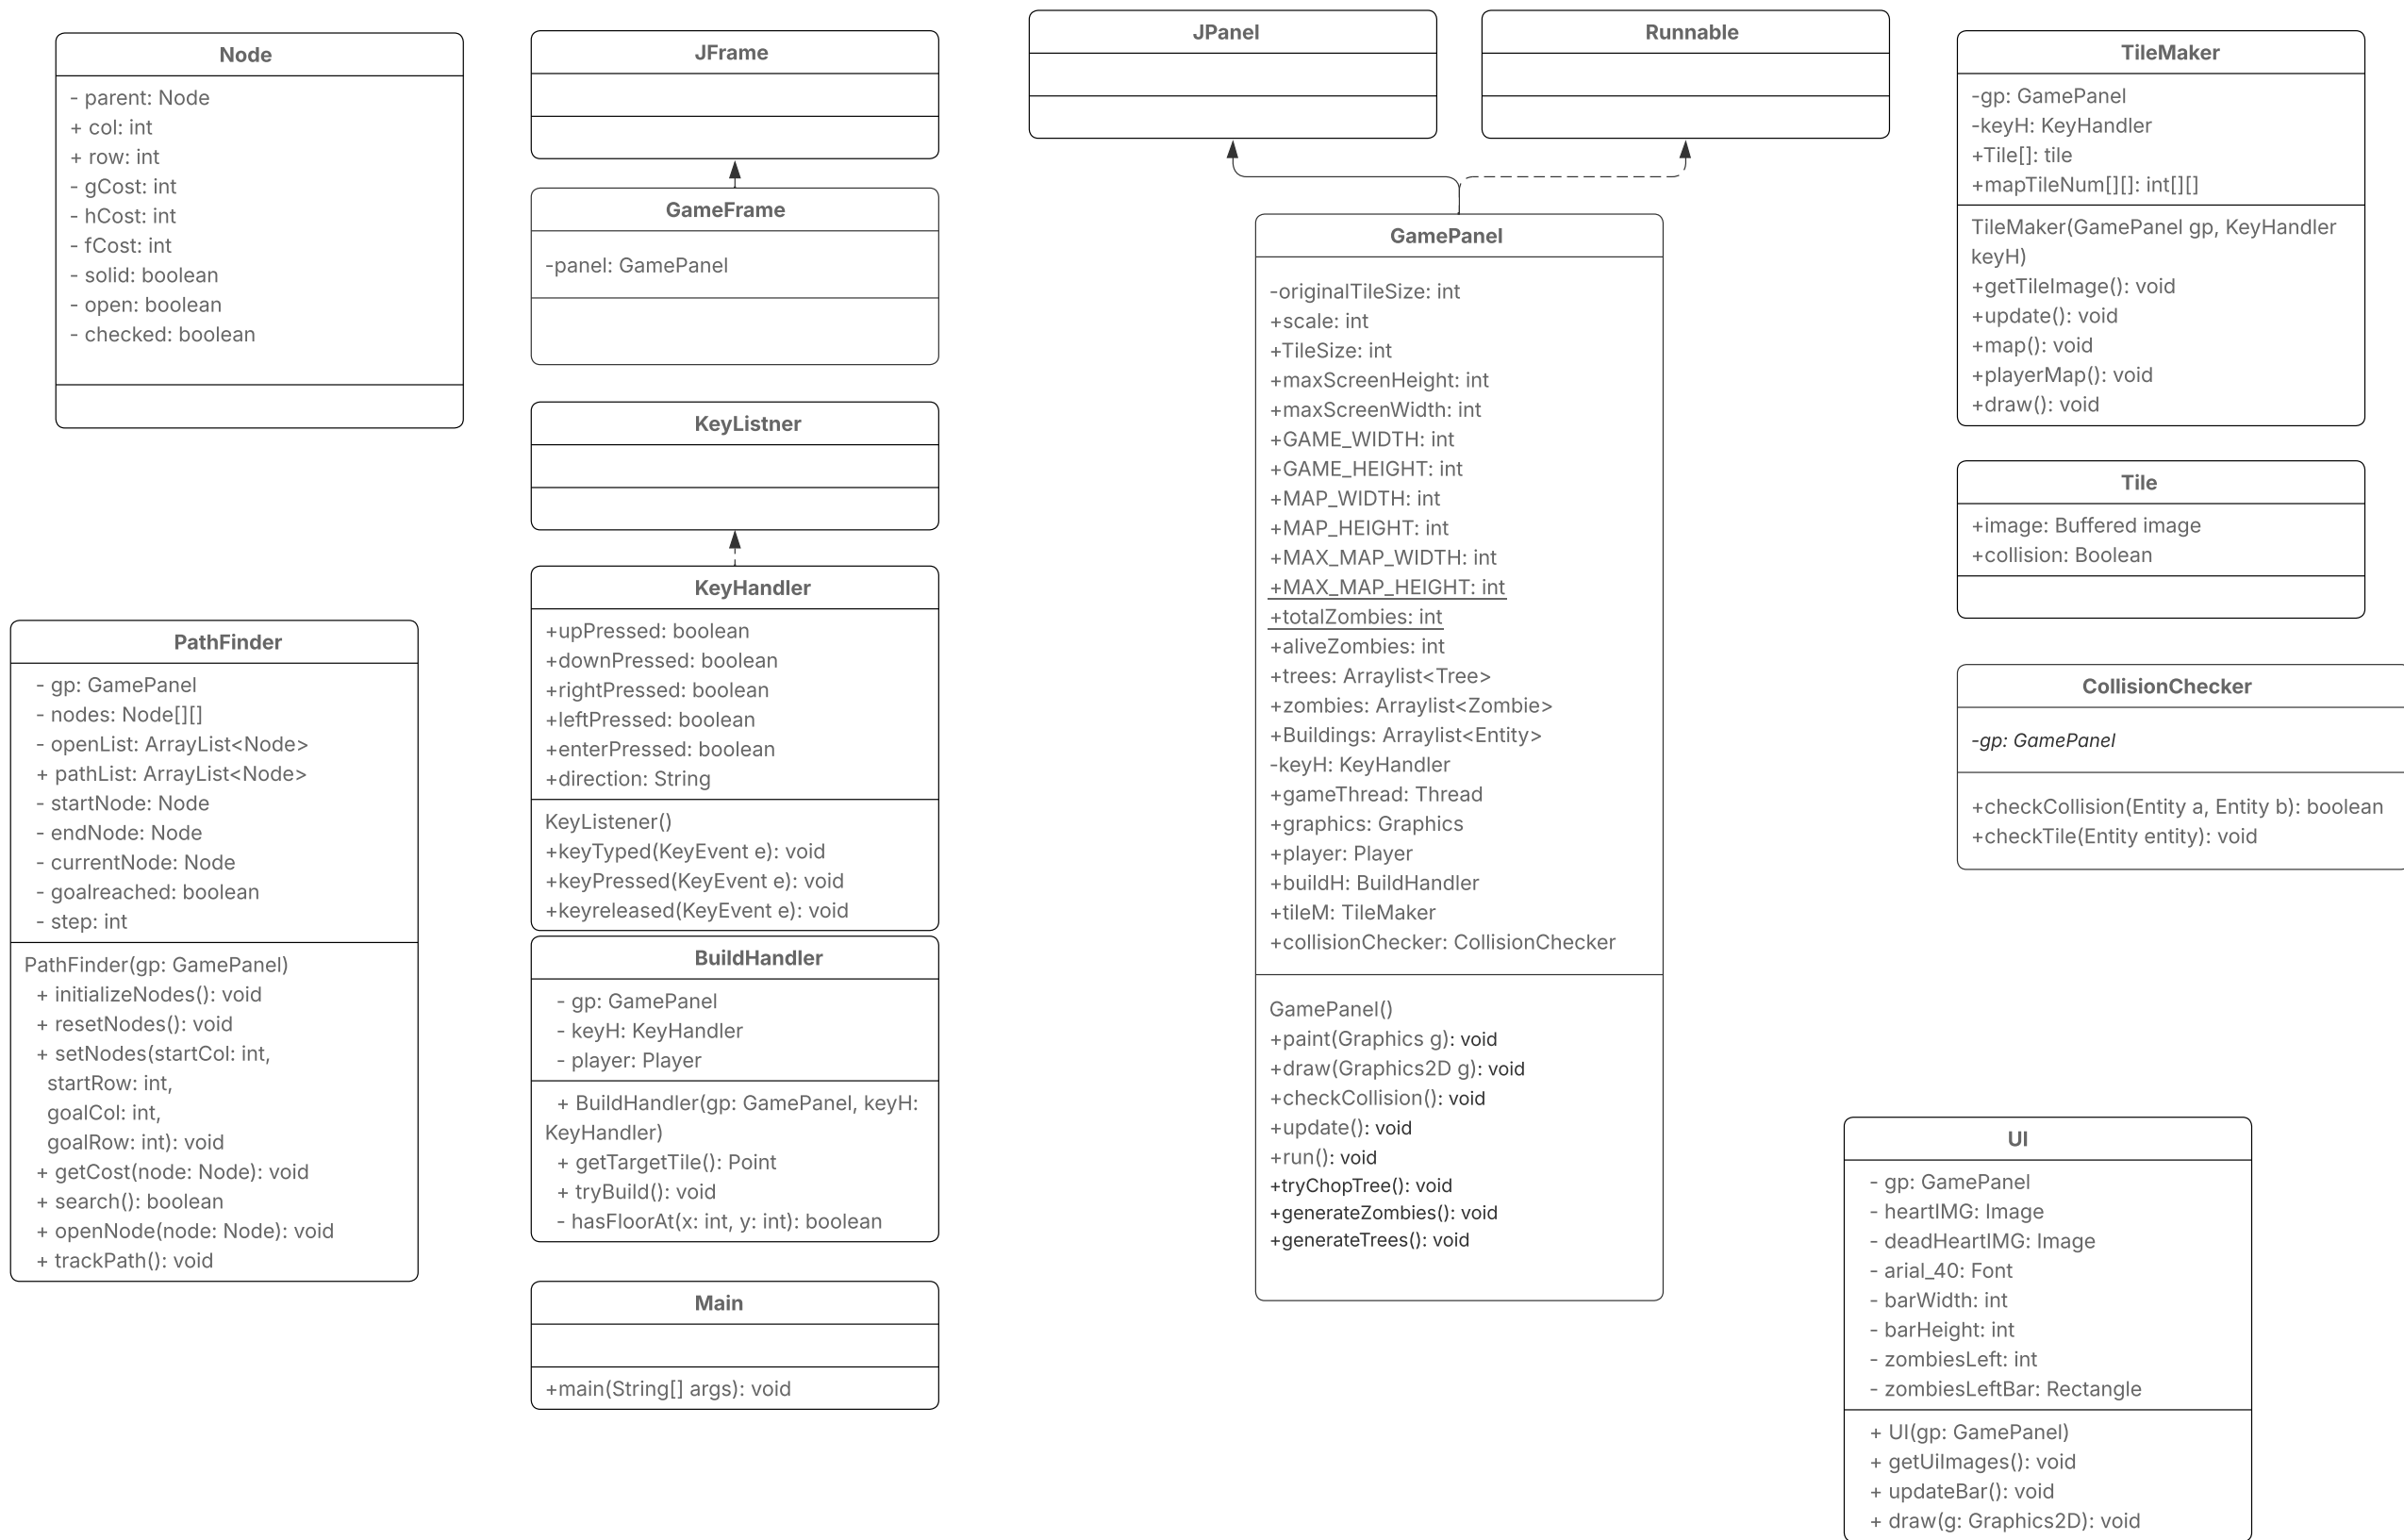 Node
- parent: Node
+ col: int
+ row: int
- gCost: int
- hCost: int
- fCost: int
- solid: boolean
- open: boolean
- checked: boolean
PathFinder
- gp: GamePanel
- nodes: Node[][]
- openList: ArrayList<Node>
+ pathList: ArrayList<Node>
- startNode: Node
- endNode: Node
- currentNode: Node
- goalreached: boolean
- step: int
PathFinder(gp: GamePanel)
+ initializeNodes(): void
+ resetNodes(): void
+ setNodes(startCol: int,
startRow: int,
goalCol: int,
goalRow: int): void
+ getCost(node: Node): void
+ search(): boolean
+ openNode(node: Node): void
+ trackPath(): void
JFrame
GameFrame
-panel: GamePanel
KeyListner
KeyHandler
+upPressed: boolean
+downPressed: boolean
+rightPressed: boolean
+leftPressed: boolean
+enterPressed: boolean
+direction: String
KeyListener()
+keyTyped(KeyEvent e): void
+keyPressed(KeyEvent e): void
+keyreleased(KeyEvent e): void
BuildHandler
- gp: GamePanel
- keyH: KeyHandler
- player: Player
+ BuildHandler(gp: GamePanel, keyH:
KeyHandler)
+ getTargetTile(): Point
+ tryBuild(): void
- hasFloorAt(x: int, y: int): boolean
Main
+main(String[] args): void
JPanel
Runnable
GamePanel
-originalTileSize: int
+scale: int
+TileSize: int
+maxScreenHeight: int
+maxScreenWidth: int
+GAME_WIDTH: int
+GAME_HEIGHT: int
+MAP_WIDTH: int
+MAP_HEIGHT: int
+MAX_MAP_WIDTH: int
+MAX_MAP_HEIGHT: int
+totalZombies: int
+aliveZombies: int
+trees: Arraylist<Tree>
+zombies: Arraylist<Zombie>
+Buildings: Arraylist<Entity>
-keyH: KeyHandler
+gameThread: Thread
+graphics: Graphics
+player: Player
+buildH: BuildHandler
+tileM: TileMaker
+collisionChecker: CollisionChecker
GamePanel()
+paint(Graphics g): void
+draw(Graphics2D g): void
+checkCollision(): void
+update(): void
+run(): void
+tryChopTree(): void
+generateZombies(): void
+generateTrees(): void
TileMaker
-gp: GamePanel
-keyH: KeyHandler
+Tile[]: tile
+mapTileNum[][]: int[][]
TileMaker(GamePanel gp, KeyHandler
keyH)
+getTileImage(): void
+update(): void
+map(): void
+playerMap(): void
+draw(): void
Tile
+image: Buffered image
+collision: Boolean
CollisionChecker
-gp: GamePanel
+checkCollision(Entity a, Entity b): boolean
+checkTile(Entity entity): void
UI
- gp: GamePanel
- heartIMG: Image
- deadHeartIMG: Image
- arial_40: Font
- barWidth: int
- barHeight: int
- zombiesLeft: int
- zombiesLeftBar: Rectangle
+ UI(gp: GamePanel)
+ getUiImages(): void
+ updateBar(): void
+ draw(g: Graphics2D): void